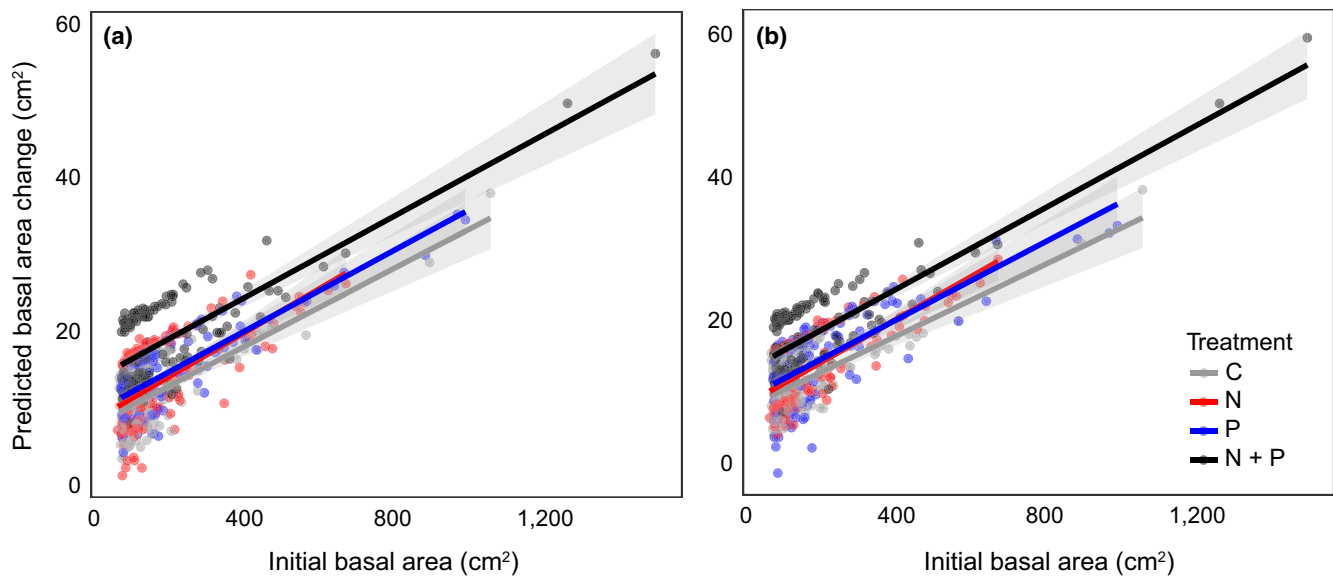 Predicted basal area change (cm²)
60
40
20
0
(a)
0
400
800
1,200
Initial basal area (cm²)
60
40
20
0
(b)
Treatment
C
N
P
N + P
0
400
800
1,200
Initial basal area (cm²)